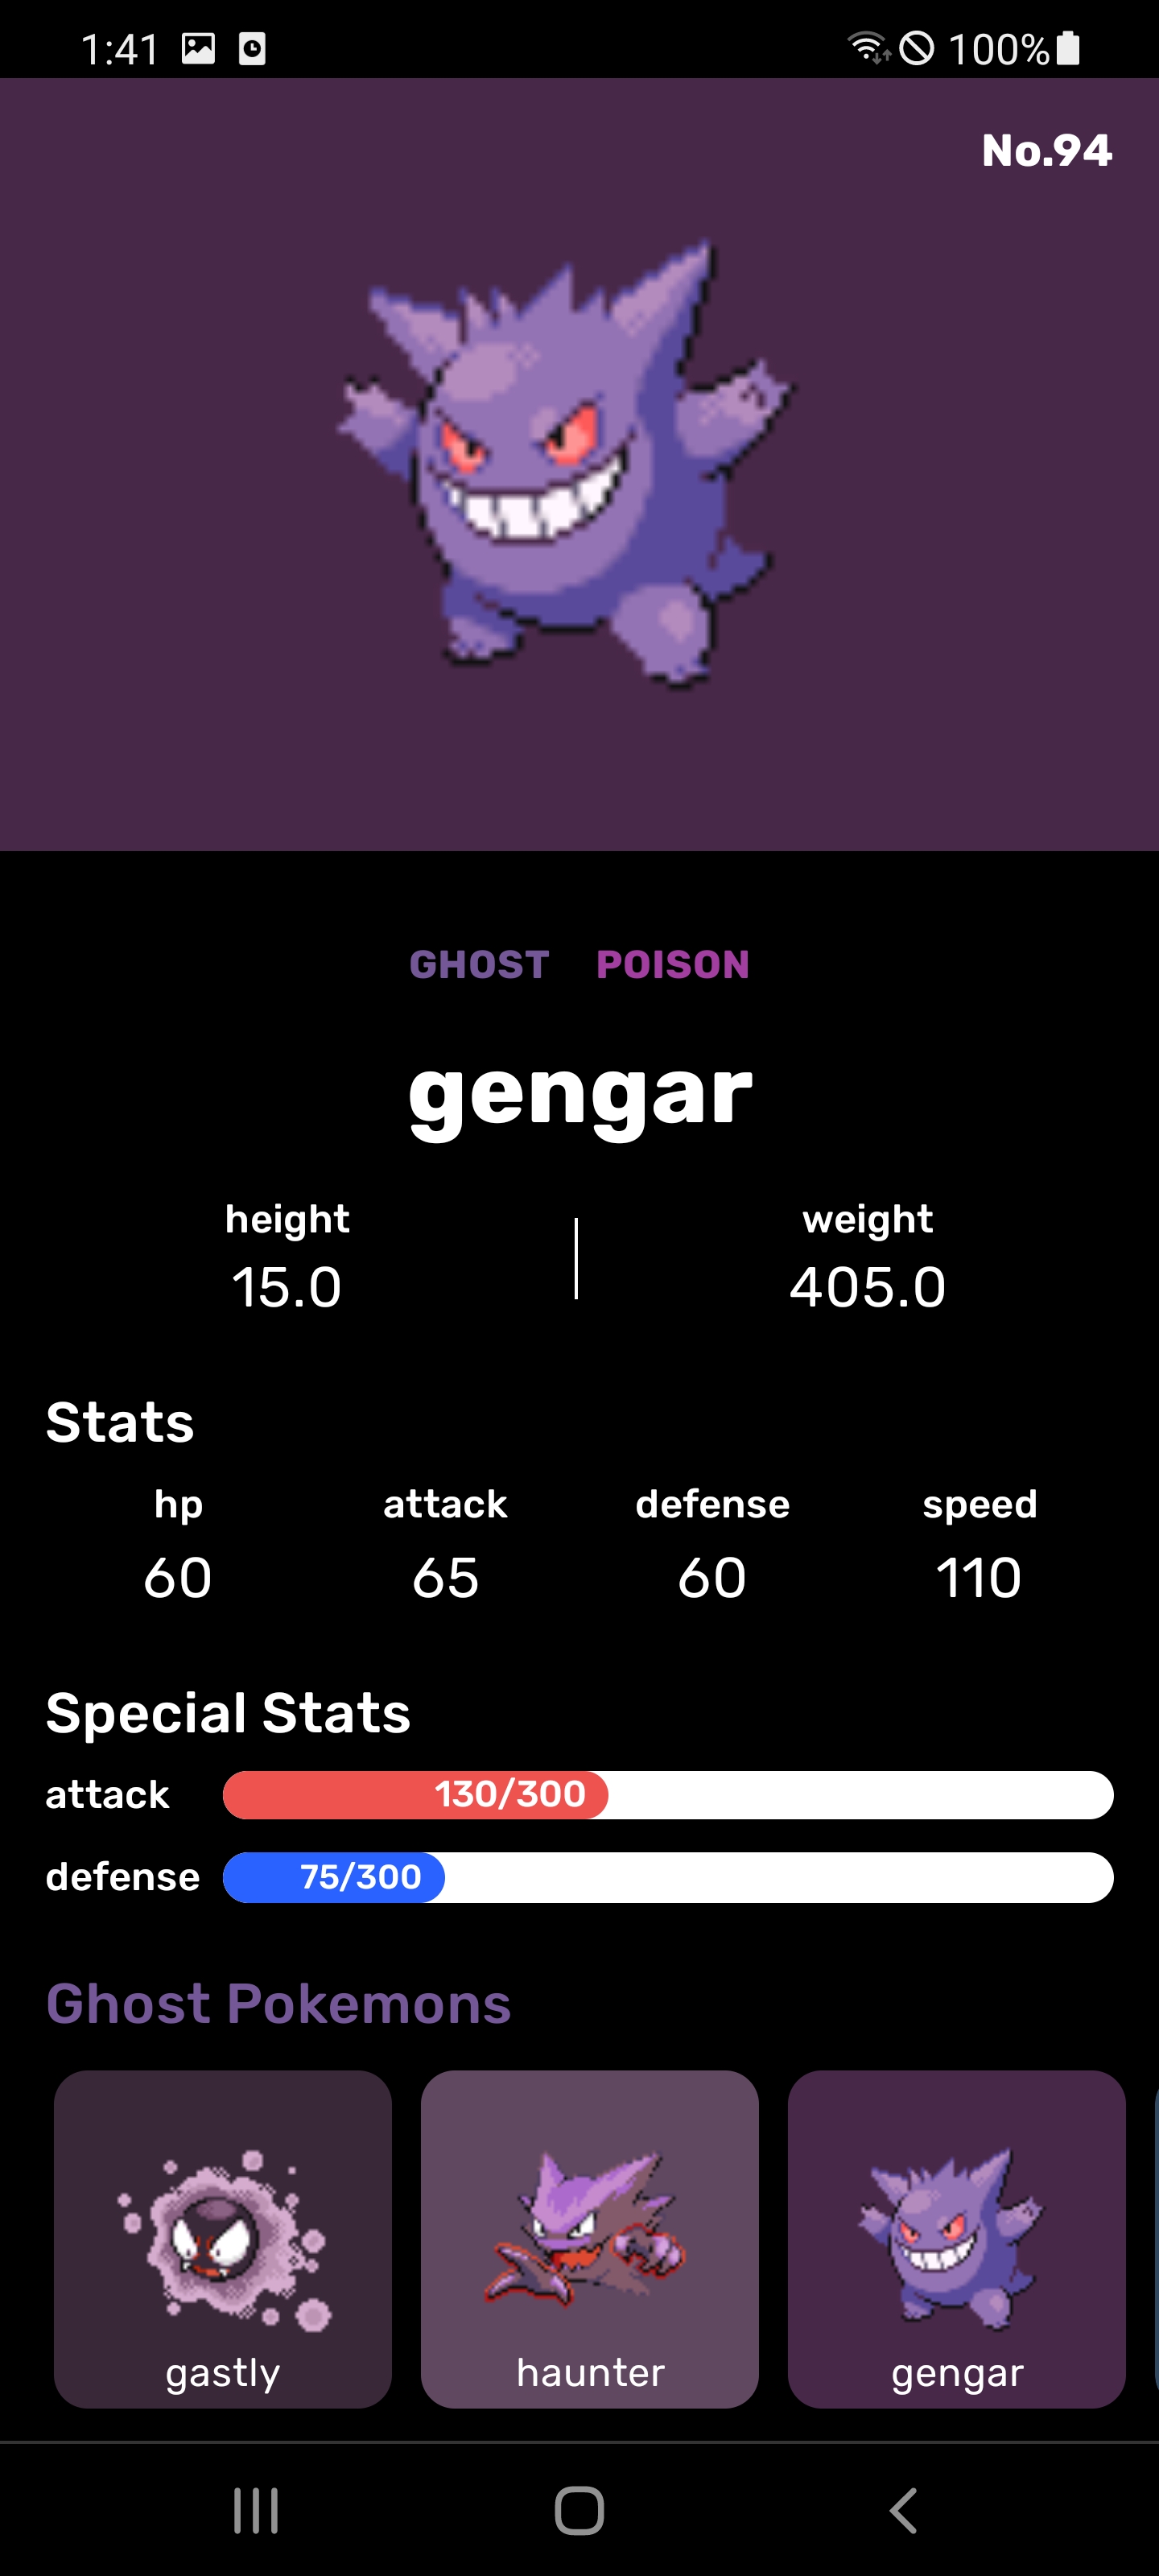 1:41 100%
No.94
GHOST POISON
gengar
height weight
15.0 405.0
Stats
hp attack defense speed
60 65 60 110
Special Stats
attack 130/300
defense 75/300
Ghost Pokemons
gastly haunter gengar